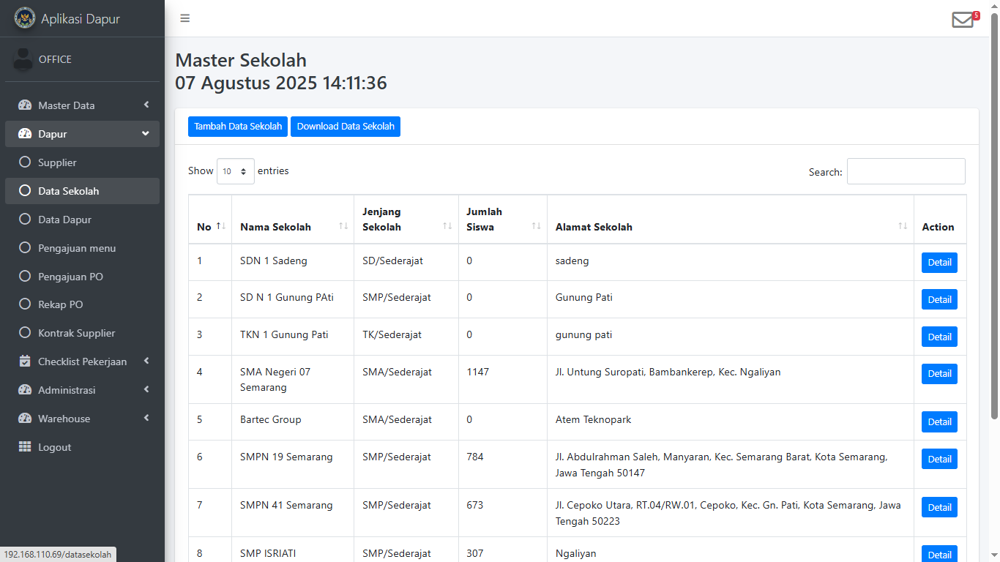 Aplikasi Dapur
5
OFFICE
Master Sekolah
07 Agustus 2025 14:11:36
Master Data
Dapur
Supplier
Data Sekolah
Data Dapur
Pengajuan menu
Pengajuan PO
Rekap PO
Kontrak Supplier
Checklist Pekerjaan
Administrasi
Warehouse
Logout
Tambah Data Sekolah Download Data Sekolah
Show 10 entries Search:
No Nama Sekolah Jenjang Sekolah Jumlah Siswa Alamat Sekolah Action
1 SDN 1 Sadeng SD/Sederajat 0 sadeng Detail
2 SD N 1 Gunung PAti SMP/Sederajat 0 Gunung Pati Detail
3 TKN 1 Gunung Pati TK/Sederajat 0 gunung pati Detail
4 SMA Negeri 07 Semarang SMA/Sederajat 1147 Jl. Untung Suropati, Bambankerep, Kec. Ngaliyan Detail
5 Bartec Group SMA/Sederajat 0 Atem Teknopark Detail
6 SMPN 19 Semarang SMP/Sederajat 784 Jl. Abdulrahman Saleh, Manyaran, Kec. Semarang Barat, Kota Semarang, Jawa Tengah 50147 Detail
7 SMPN 41 Semarang SMP/Sederajat 673 Jl. Cepoko Utara, RT.04/RW.01, Cepoko, Kec. Gn. Pati, Kota Semarang, Jawa Tengah 50223 Detail
8 SMP ISRIATI SMP/Sederajat 307 Ngaliyan Detail
192.168.110.69/datasekolah